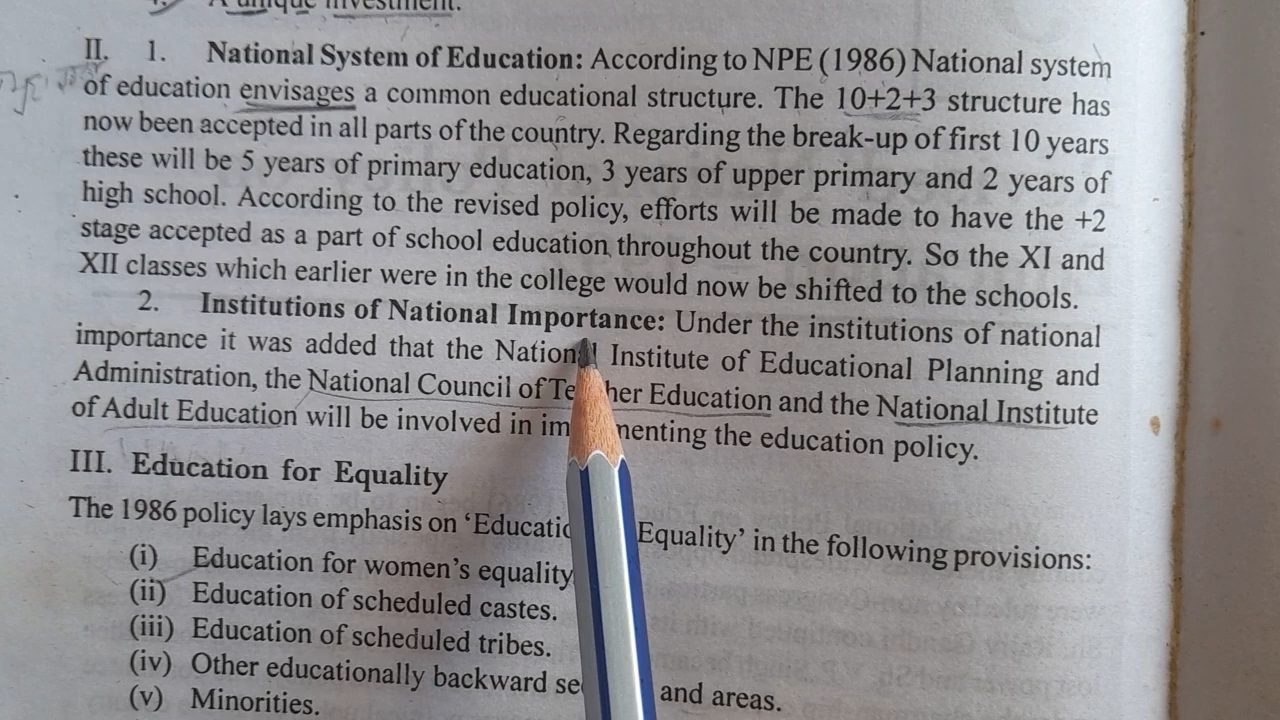 A unique investment.
II. 1. National System of Education: According to NPE (1986) National system
of education envisages a common educational structure. The 10+2+3 structure has
now been accepted in all parts of the country. Regarding the break-up of first 10 years
these will be 5 years of primary education, 3 years of upper primary and 2 years of
high school. According to the revised policy, efforts will be made to have the +2
stage accepted as a part of school education throughout the country. So the XI and
XII classes which earlier were in the college would now be shifted to the schools.
2. Institutions of National Importance: Under the institutions of national
importance it was added that the National Institute of Educational Planning and
Administration, the National Council of Teacher Education and the National Institute
of Adult Education will be involved in implementing the education policy.
III. Education for Equality
The 1986 policy lays emphasis on ‘Education Equality’ in the following provisions:
(i) Education for women's equality
(ii) Education of scheduled castes.
(iii) Education of scheduled tribes.
(iv) Other educationally backward and areas.
(v) Minorities.